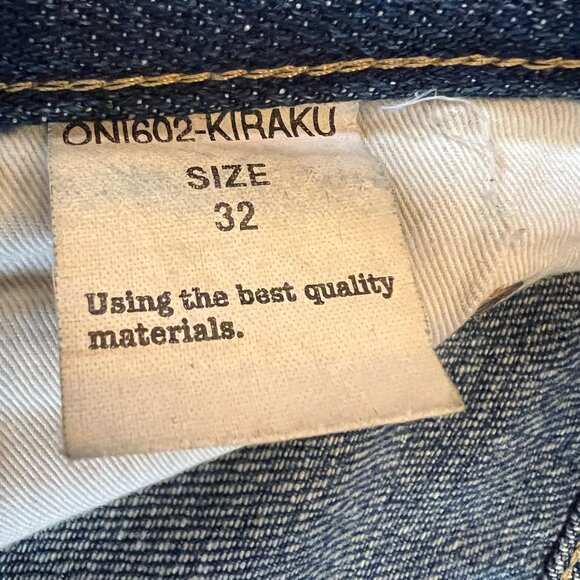 ONI602-KIRAKU
SIZE
32
Using the best quality
materials.